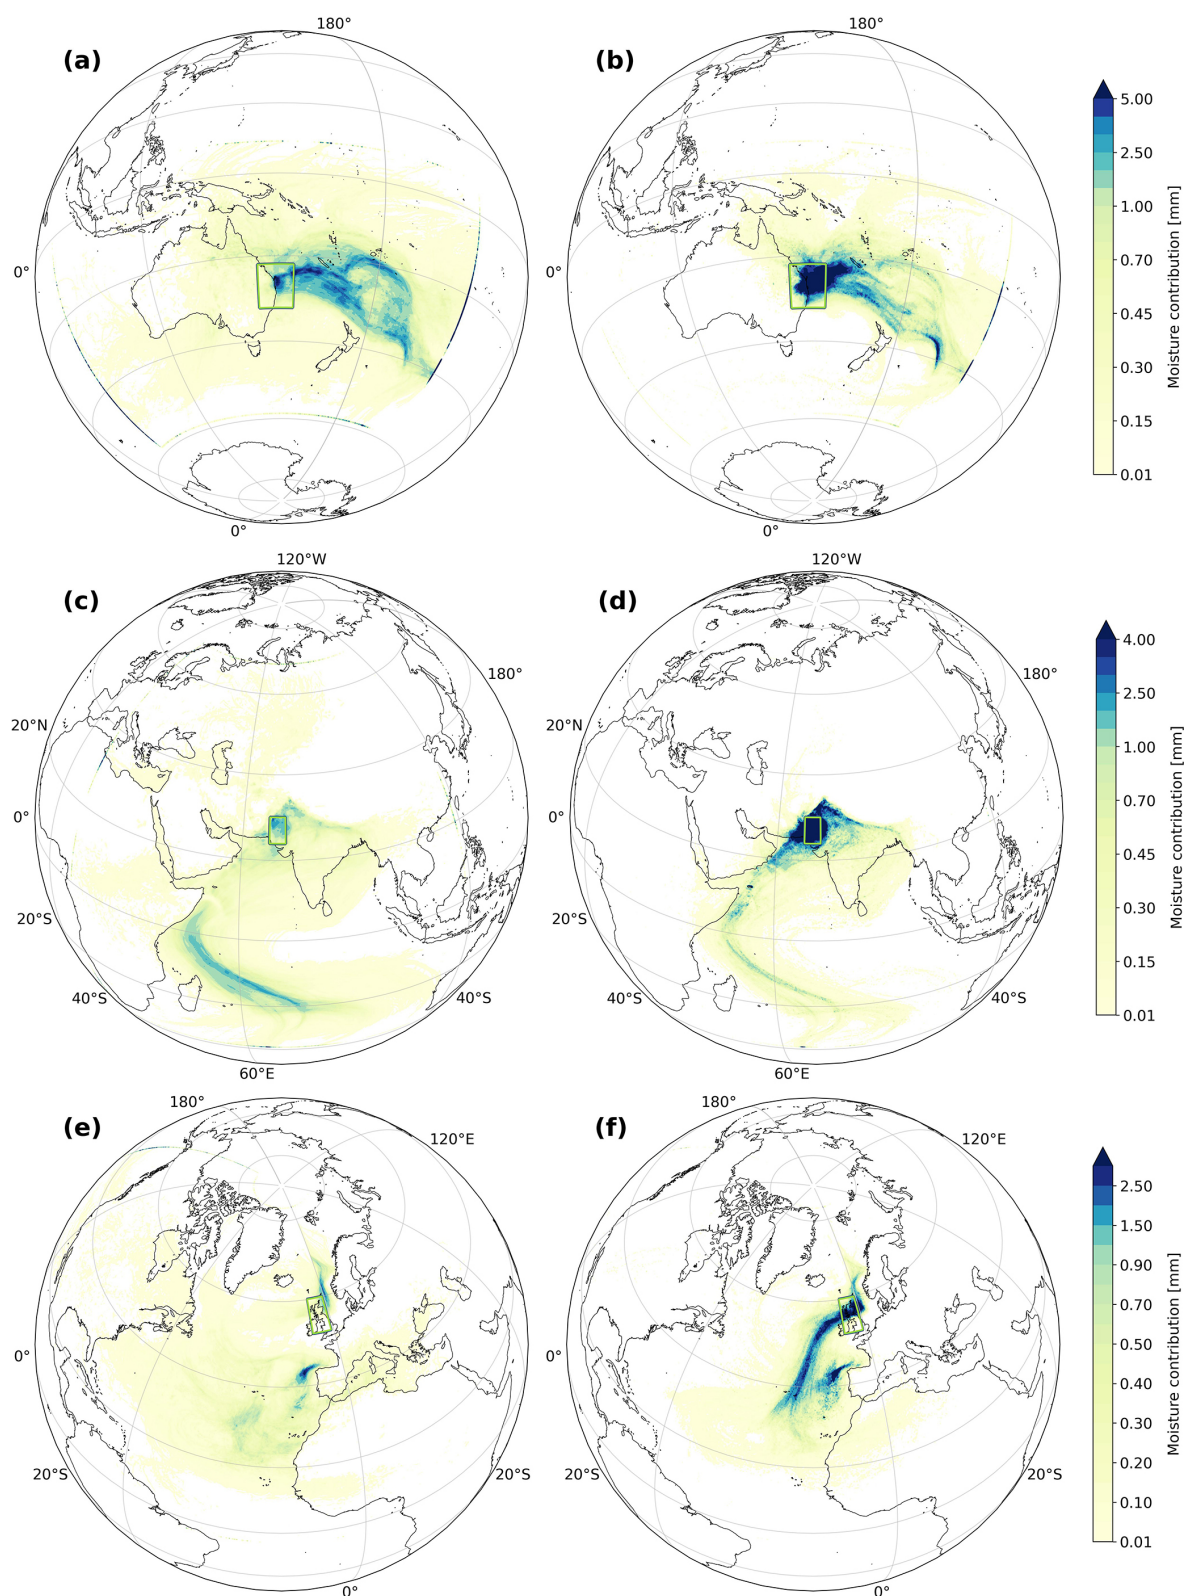 180°
180°
(a)
(b)
5.00
2.50
1.00
0.70
0.45
0.30
0.15
0.01
Moisture contribution [mm]
0°
0°
0°
0°
120°W
120°W
(c)
(d)
180°
180°
20°N
20°N
0°
0°
20°S
20°S
40°S
40°S
40°S
40°S
60°E
60°E
4.00
2.50
1.00
0.70
0.45
0.30
0.15
0.01
Moisture contribution [mm]
180°
180°
(e)
(f)
120°E
120°E
0°
0°
20°S
20°S
20°S
20°S
0°
0°
2.50
1.50
0.90
0.70
0.50
0.40
0.30
0.20
0.10
0.01
Moisture contribution [mm]